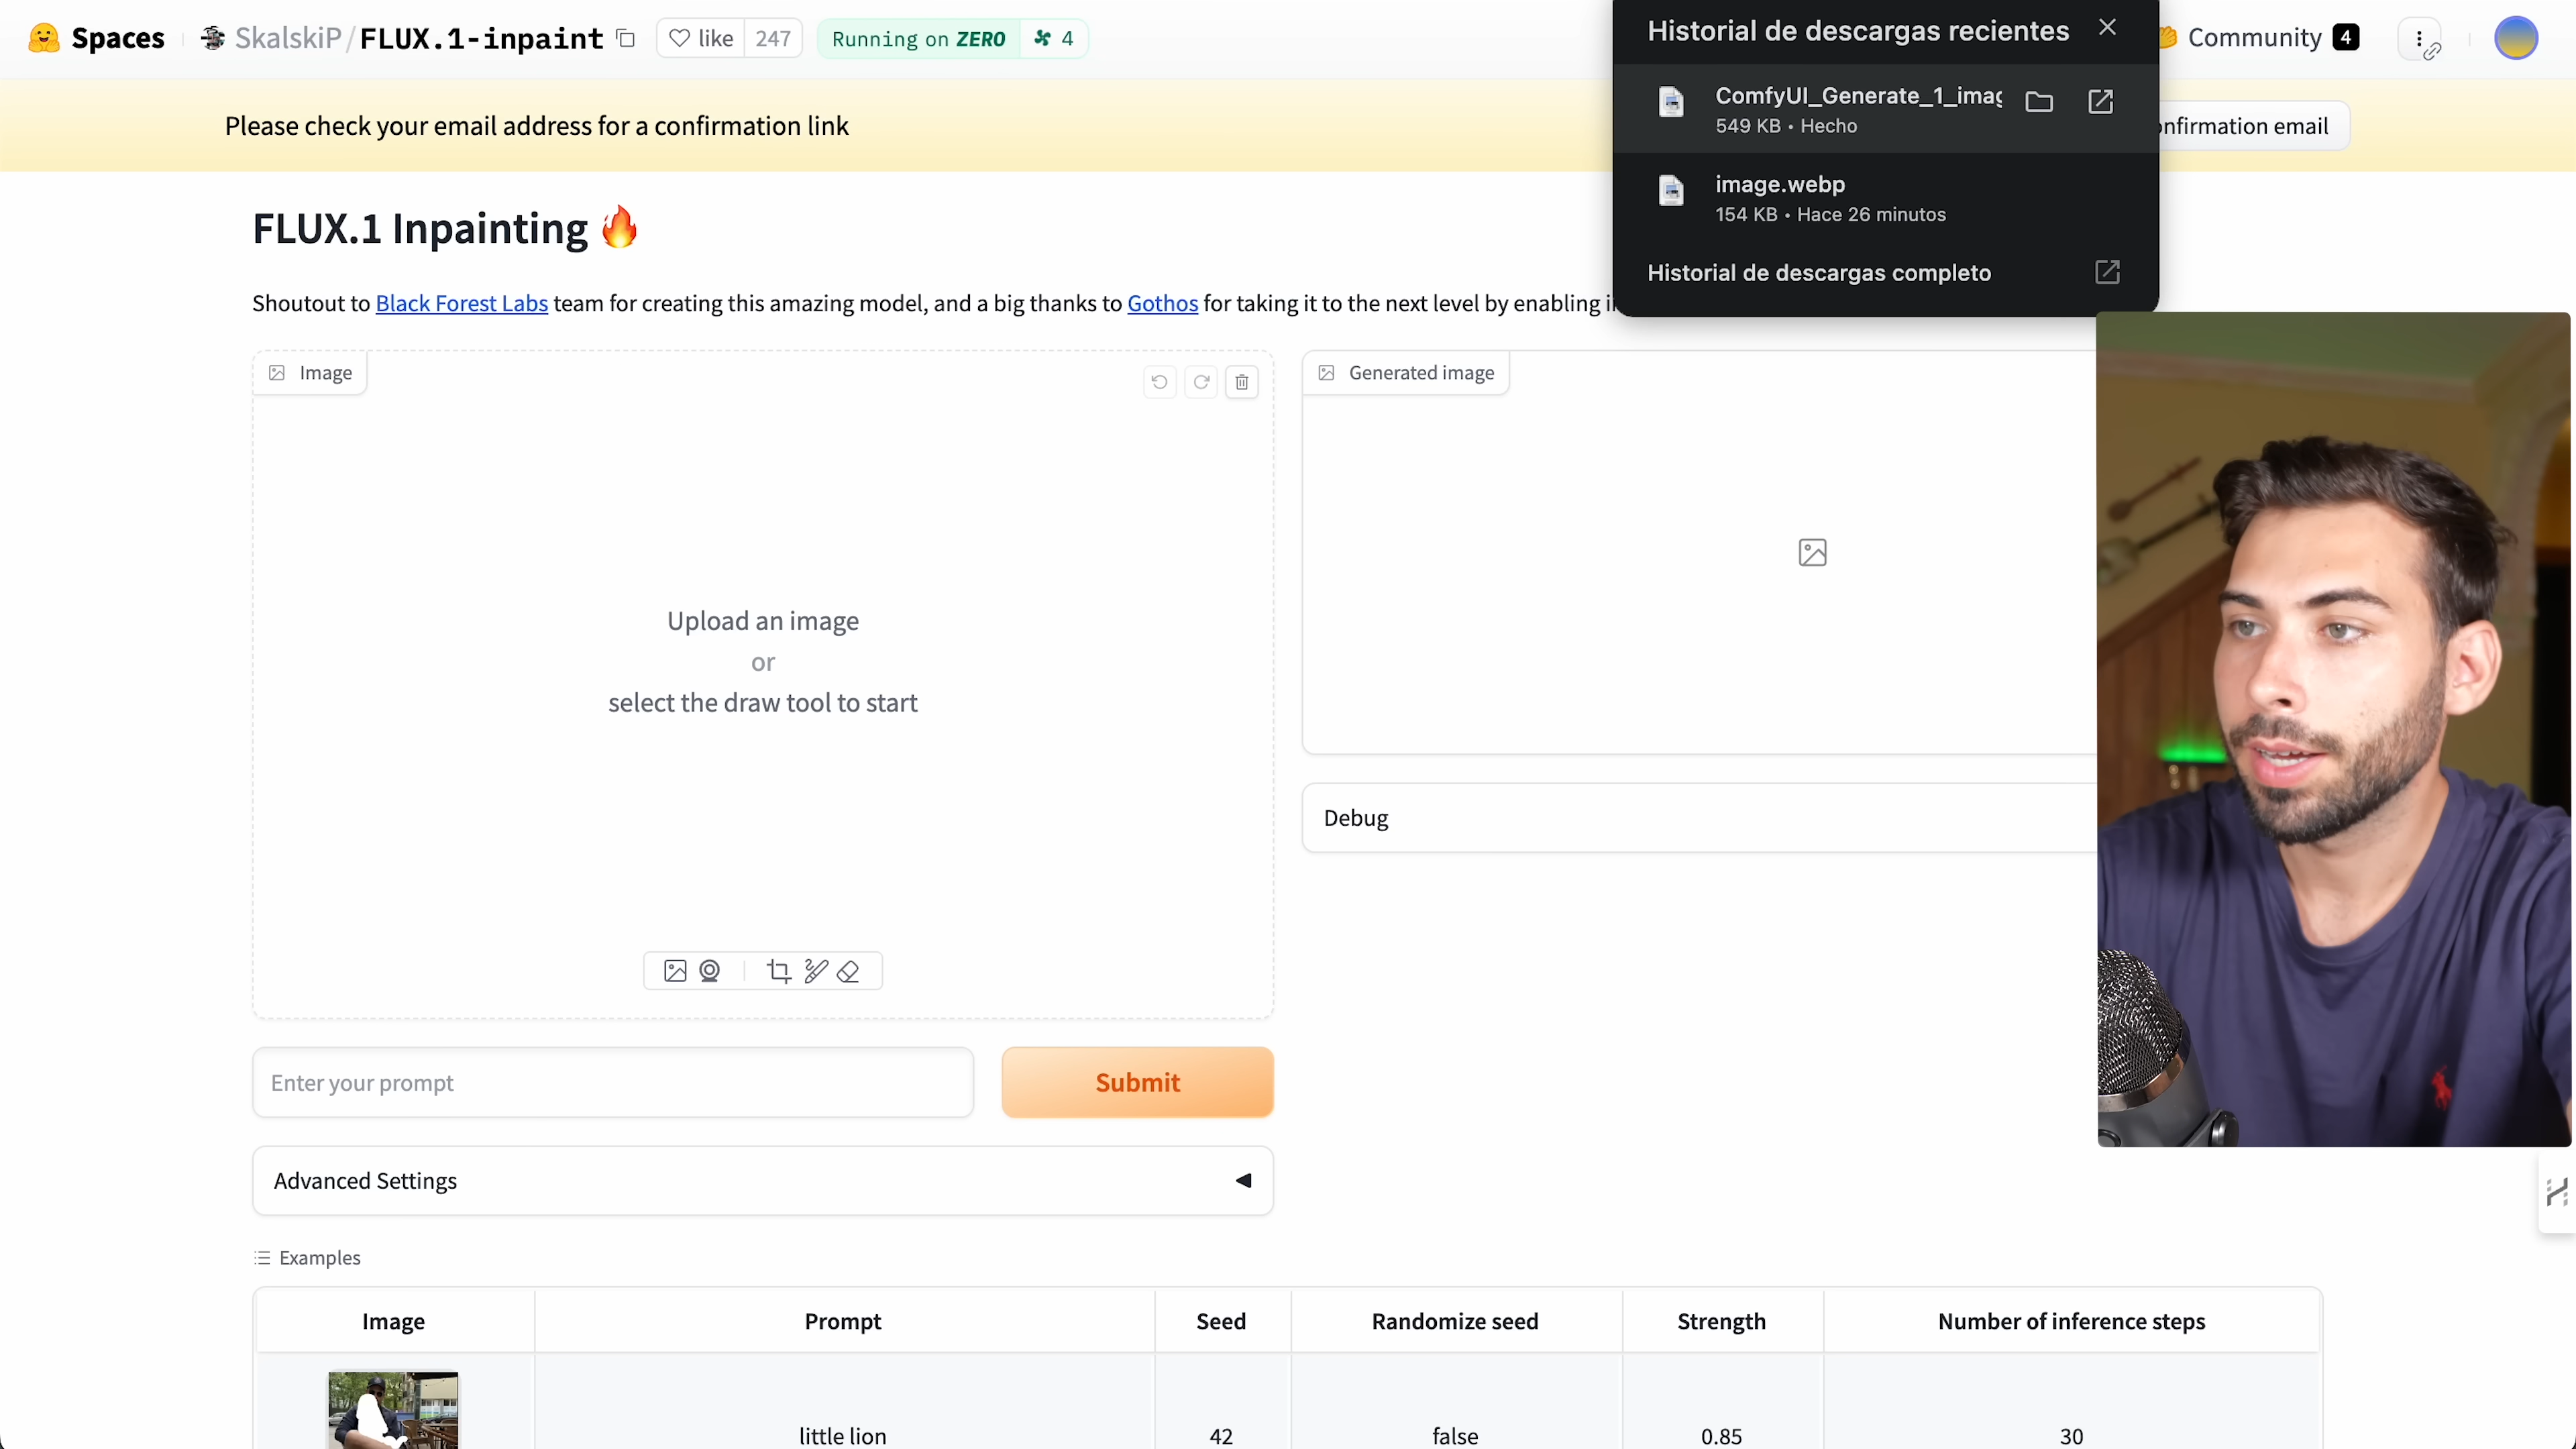 Spaces
SkalskiP/FLUX.1-inpaint
like 247
Running on ZERO 4
Community 4
Historial de descargas recientes
ComfyUI_Generate_1_imag
549 KB • Hecho
image.webp
154 KB • Hace 26 minutos
Historial de descargas completo
Please check your email address for a confirmation link
onfirmation email
FLUX.1 Inpainting 🔥
Shoutout to Black Forest Labs team for creating this amazing model, and a big thanks to Gothos for taking it to the next level by enabling
Image
Upload an image
or
select the draw tool to start
Generated image
Debug
Enter your prompt
Submit
Advanced Settings
Examples
Image Prompt Seed Randomize seed Strength Number of inference steps
little lion 42 false 0.85 30